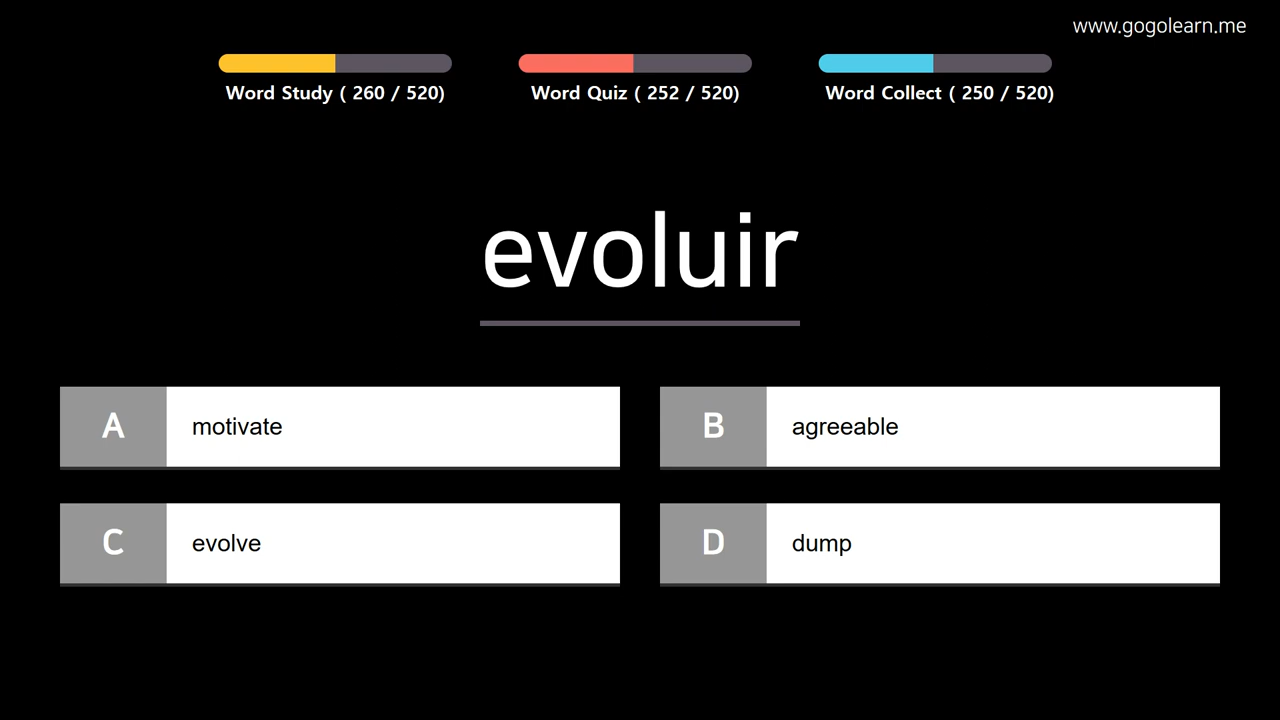 www.gogolearn.me
Word Study ( 260 / 520)
Word Quiz ( 252 / 520)
Word Collect ( 250 / 520)
evoluir
A motivate
B agreeable
C evolve
D dump